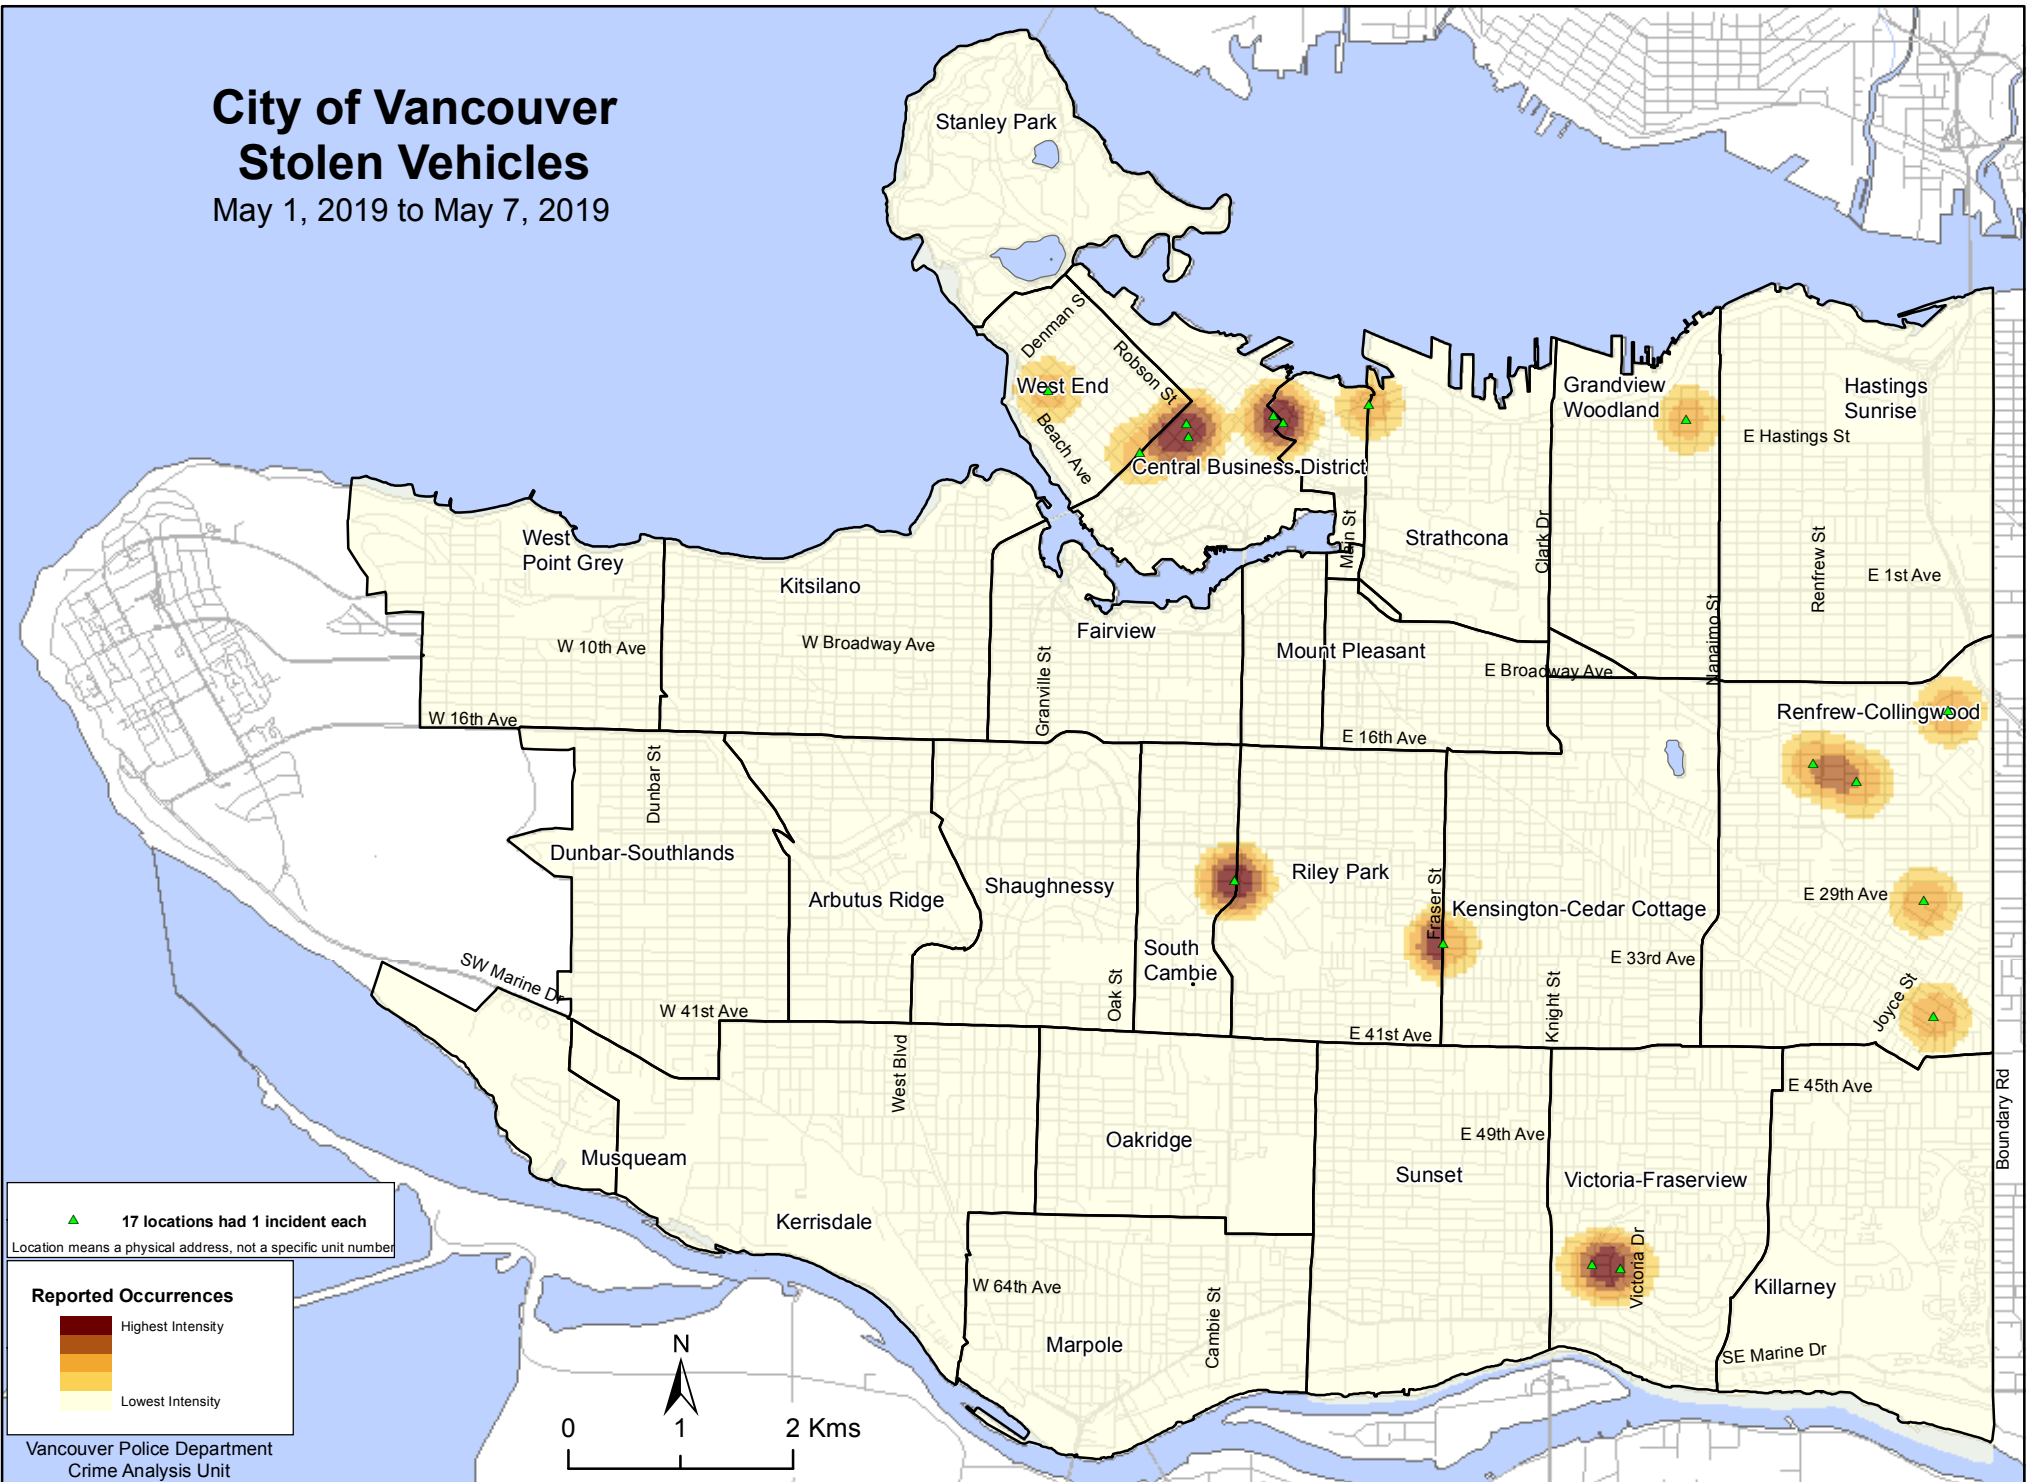 City of Vancouver
Stolen Vehicles
May 1, 2019 to May 7, 2019
Stanley Park
Denman S
Robson St
West End
Beach Ave
Central Business District
Grandview
Woodland
Hastings
Sunrise
E Hastings St
West
Point Grey
Kitsilano
Fairview
Main St
Strathcona
Clark Dr
Nanaimo St
Renfrew St
E 1st Ave
W 10th Ave
W Broadway Ave
Granville St
Mount Pleasant
E Broadway Ave
W 16th Ave
E 16th Ave
Renfrew-Collingwood
Dunbar St
Dunbar-Southlands
Arbutus Ridge
Shaughnessy
Riley Park
Fraser St
Kensington-Cedar Cottage
E 29th Ave
South
Cambie
E 33rd Ave
SW Marine Dr
W 41st Ave
Oak St
E 41st Ave
Knight St
Joyce St
West Blvd
E 45th Ave
Boundary Rd
Musqueam
Oakridge
E 49th Ave
Sunset
Victoria-Fraserview
Kerrisdale
Victoria Dr
W 64th Ave
Cambie St
Killarney
Marpole
SE Marine Dr
17 locations had 1 incident each
Location means a physical address, not a specific unit number
Reported Occurrences
Highest Intensity
Lowest Intensity
N
0 1 2 Kms
Vancouver Police Department
Crime Analysis Unit